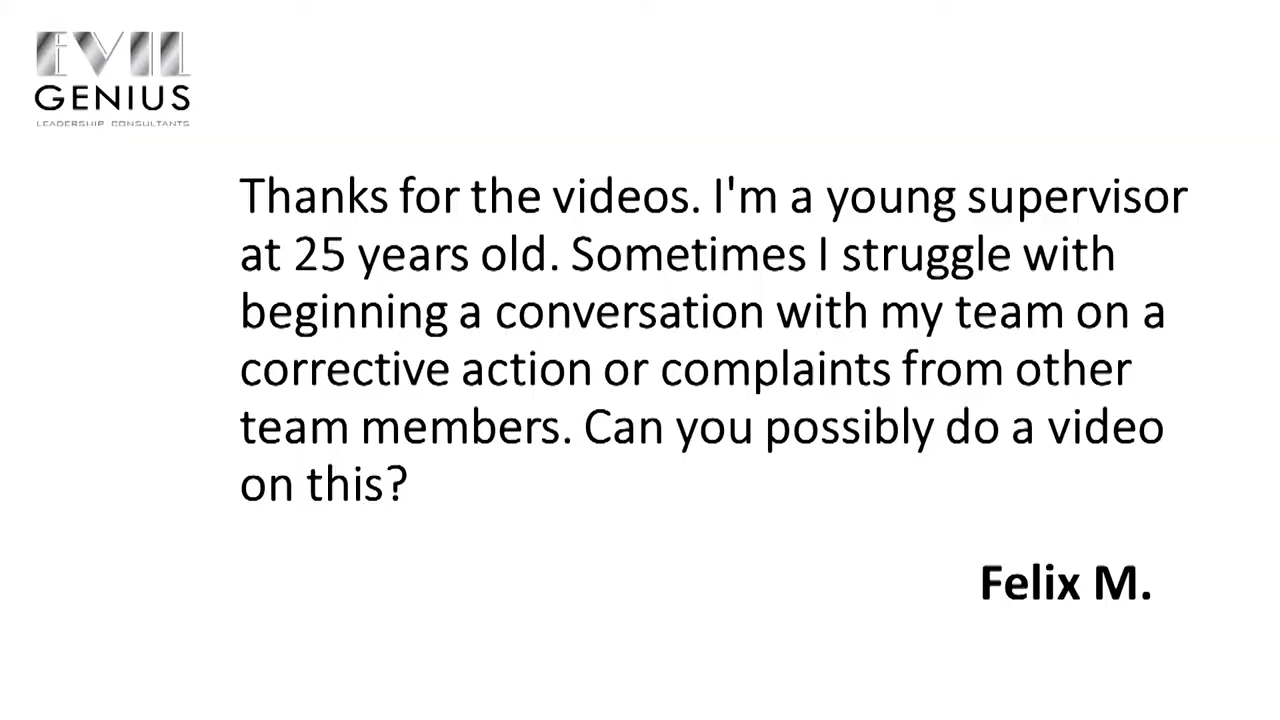 EVIL
GENIUS
LEADERSHIP CONSULTANTS
Thanks for the videos. I'm a young supervisor
at 25 years old. Sometimes I struggle with
beginning a conversation with my team on a
corrective action or complaints from other
team members. Can you possibly do a video
on this?
Felix M.